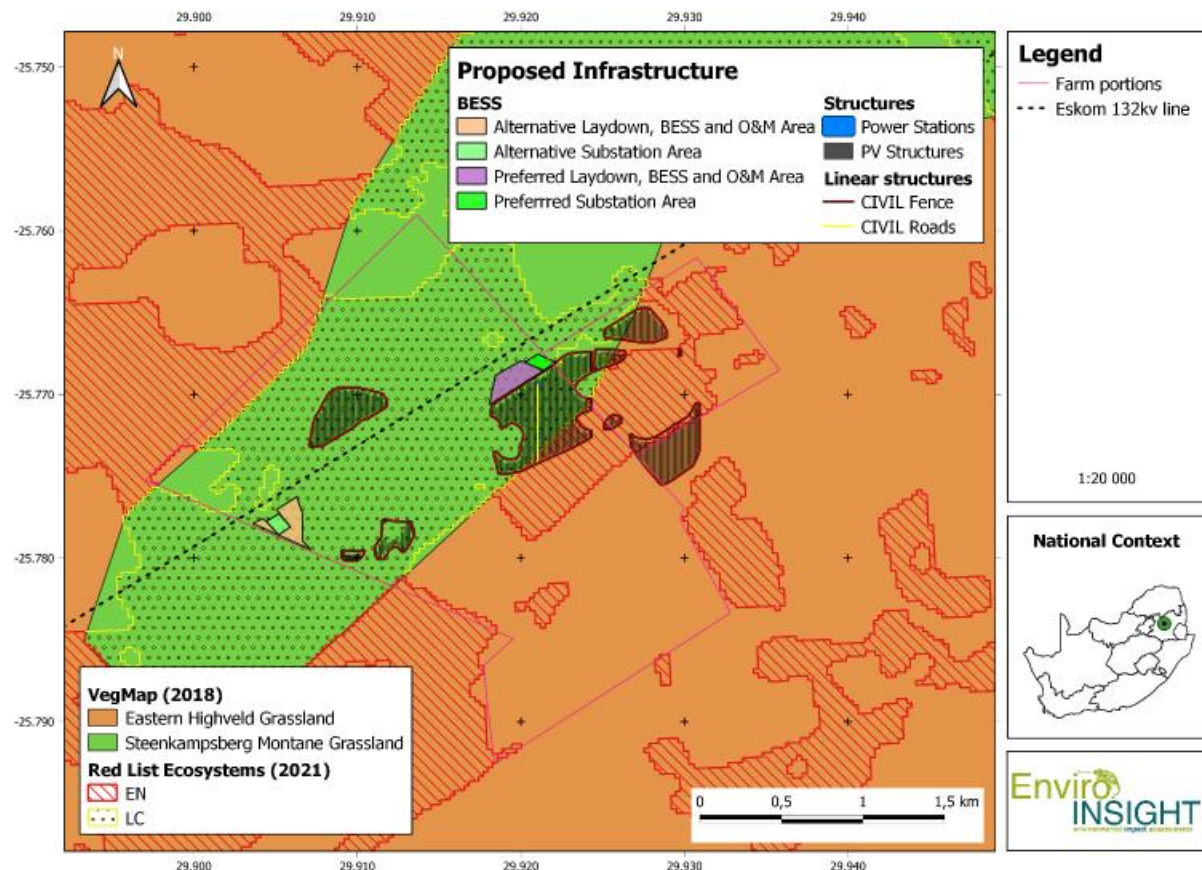 29.900 29.910 29.920 29.930 29.940
-25.750
-25.760
-25.770
-25.780
-25.790
N
Proposed Infrastructure
BESS
Alternative Laydown, BESS and O&M Area
Alternative Substation Area
Preferred Laydown, BESS and O&M Area
Preferrred Substation Area
Structures
Power Stations
PV Structures
Linear structures
CIVIL Fence
CIVIL Roads
VegMap (2018)
Eastern Highveld Grassland
Steenkampsberg Montane Grassland
Red List Ecosystems (2021)
EN
LC
0 0,5 1 1,5 km
29.900 29.910 29.920 29.930 29.940
Legend
Farm portions
Eskom 132kv line
1:20 000
National Context
Enviro
INSIGHT
environmental impact assessments